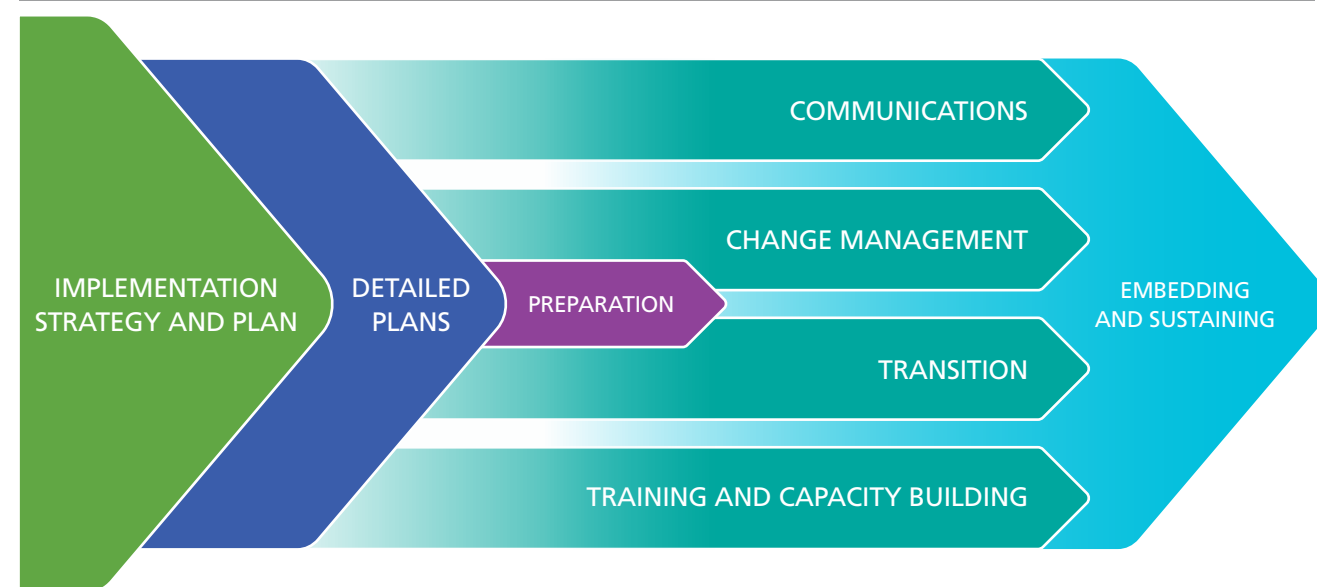 IMPLEMENTATION
STRATEGY AND PLAN
DETAILED
PLANS
PREPARATION
COMMUNICATIONS
CHANGE MANAGEMENT
TRANSITION
TRAINING AND CAPACITY BUILDING
EMBEDDING
AND SUSTAINING